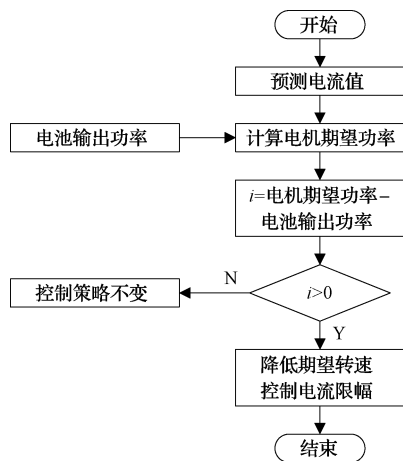 开始
预测电流值
电池输出功率
计算电机期望功率
i=电机期望功率–
电池输出功率
N
控制策略不变
i>0
Y
降低期望转速
控制电流限幅
结束